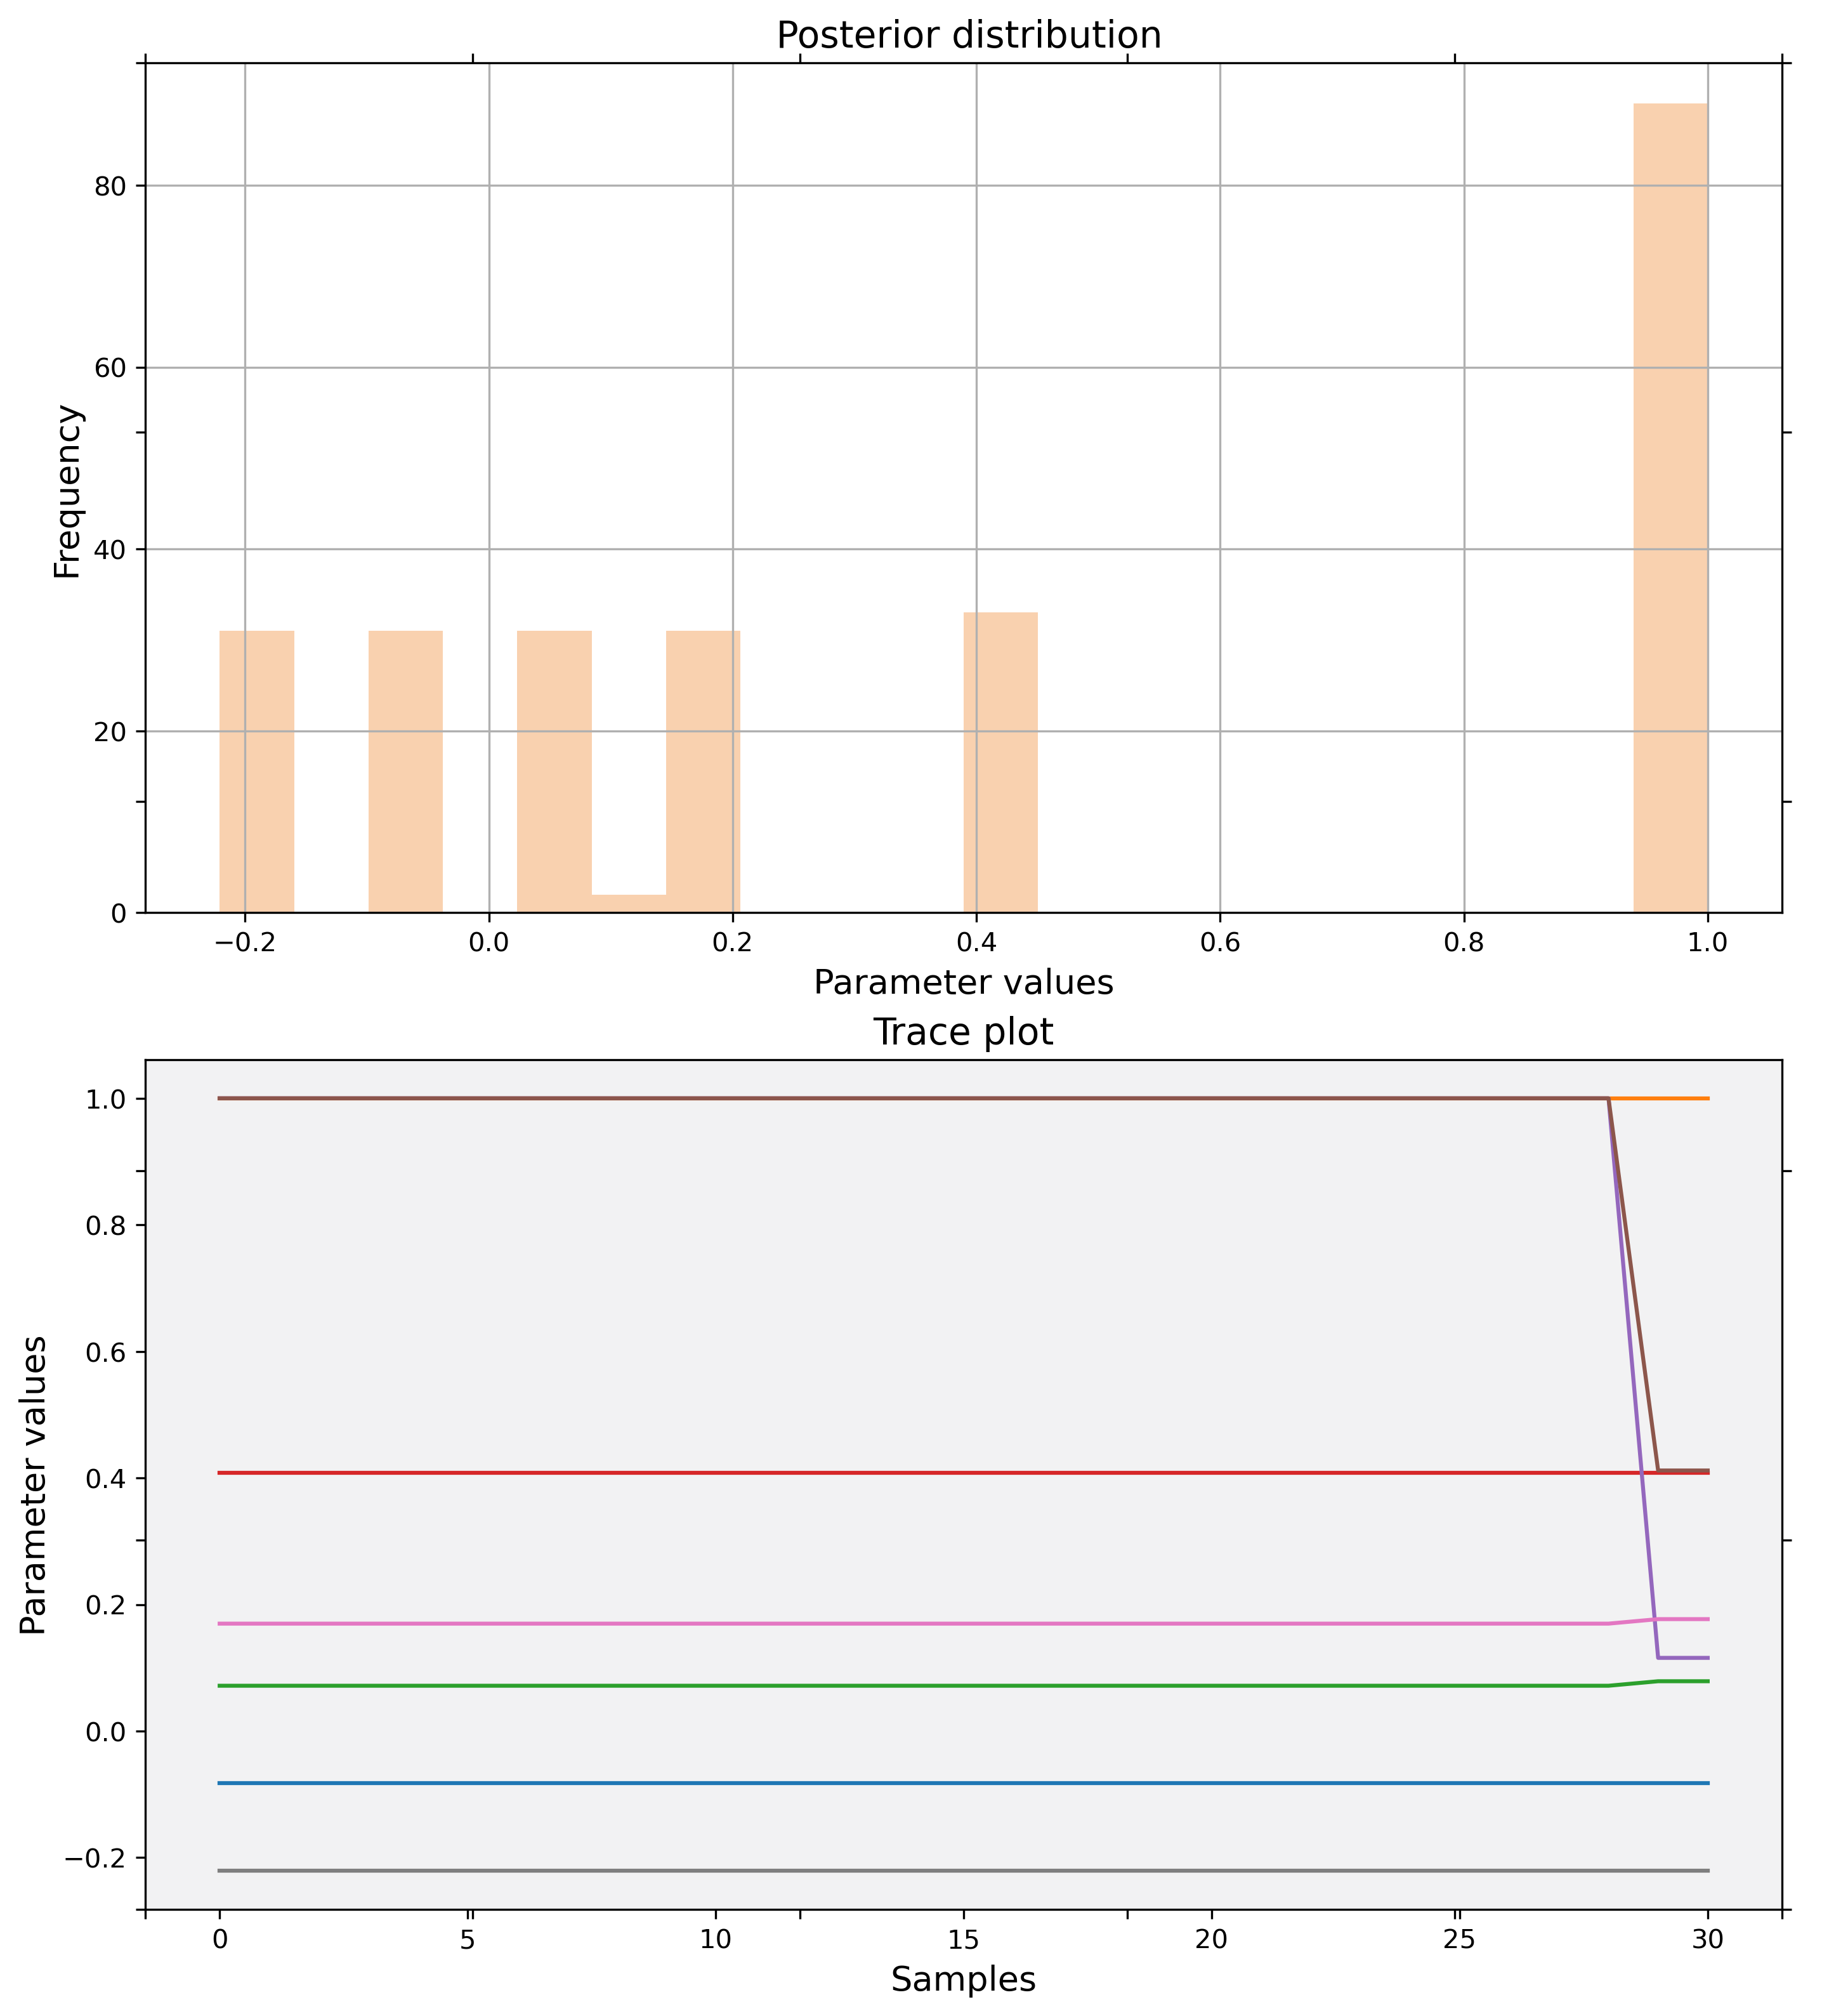 Posterior distribution
Frequency
80
60
40
20
0
−0.2 0.0 0.2 0.4 0.6 0.8 1.0
Parameter values
Trace plot
Parameter values
1.0
0.8
0.6
0.4
0.2
0.0
−0.2
0 5 10 15 20 25 30
Samples